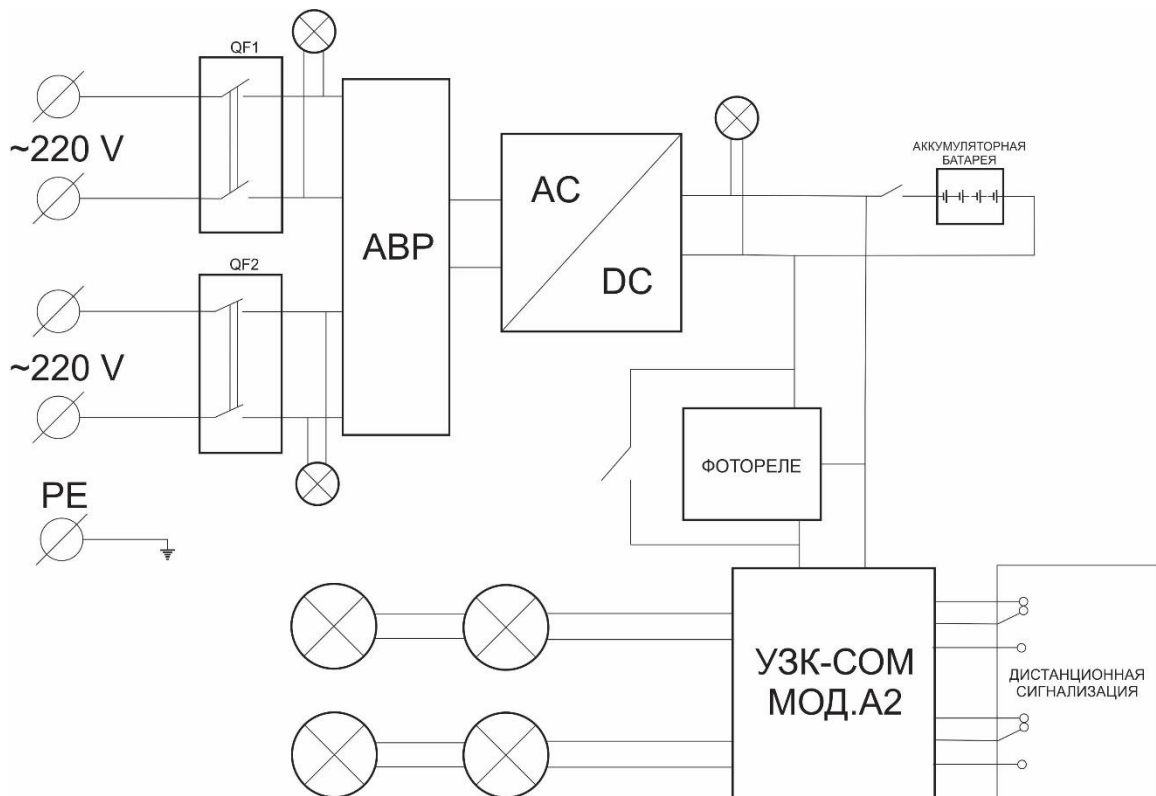 QF1
~220 V
АВР
AC
DC
АККУМУЛЯТОРНАЯ
БАТАРЕЯ
QF2
~220 V
PE
ФОТОРЕЛЕ
УЗК-СОМ
МОД.А2
ДИСТАНЦИОННАЯ
СИГНАЛИЗАЦИЯ